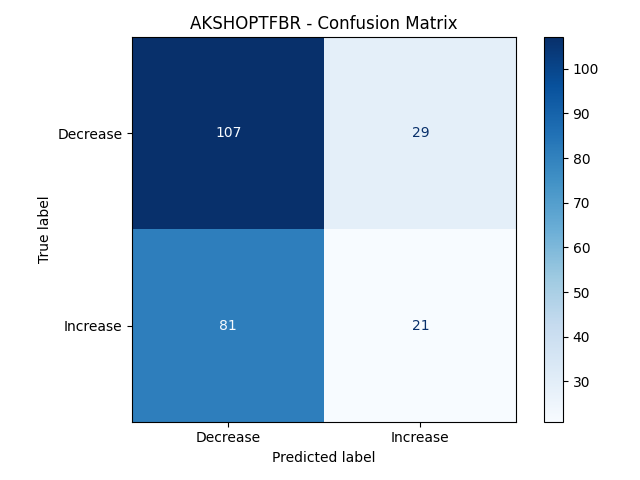 AKSHOPTFBR - Confusion Matrix
True label
Decrease
107
29
Increase
81
21
Decrease
Increase
Predicted label
100
90
80
70
60
50
40
30